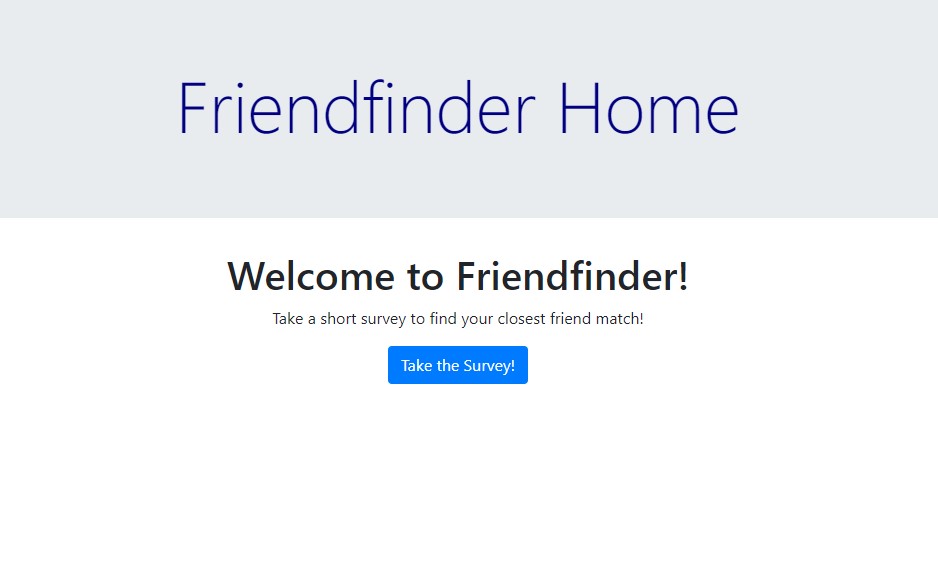 Friendfinder Home
Welcome to Friendfinder!
Take a short survey to find your closest friend match!
Take the Survey!